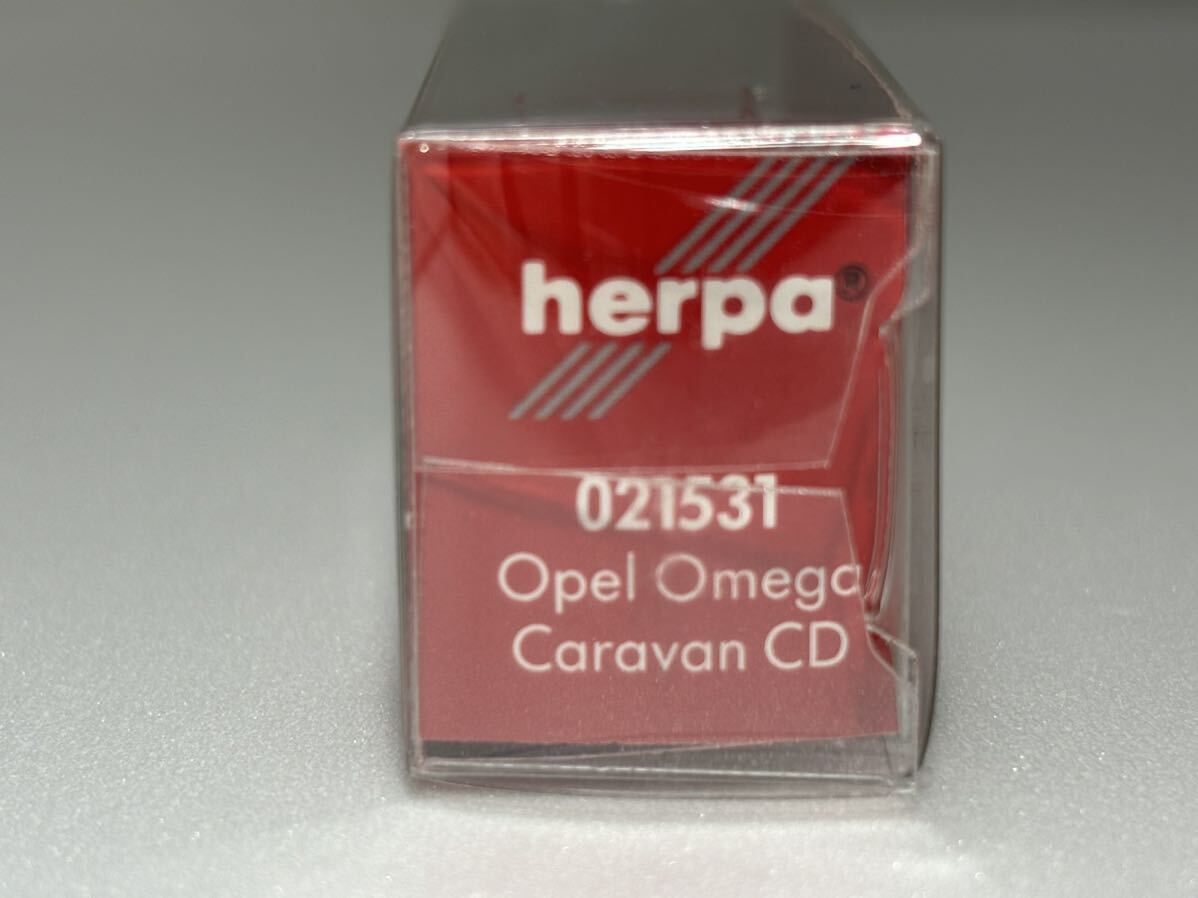 herpa®
021531
Opel Omega
Caravan CD